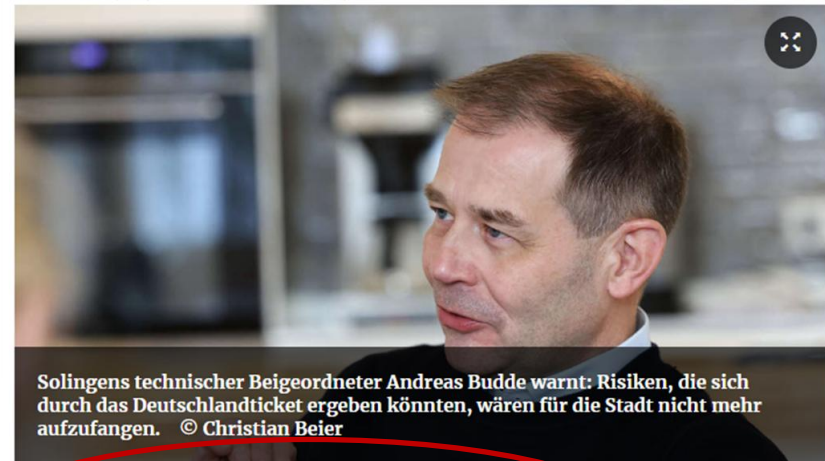 Solingens technischer Beigeordneter Andreas Budde warnt: Risiken, die sich
durch das Deutschlandticket ergeben könnten, wären für die Stadt nicht mehr
aufzufangen. © Christian Beier